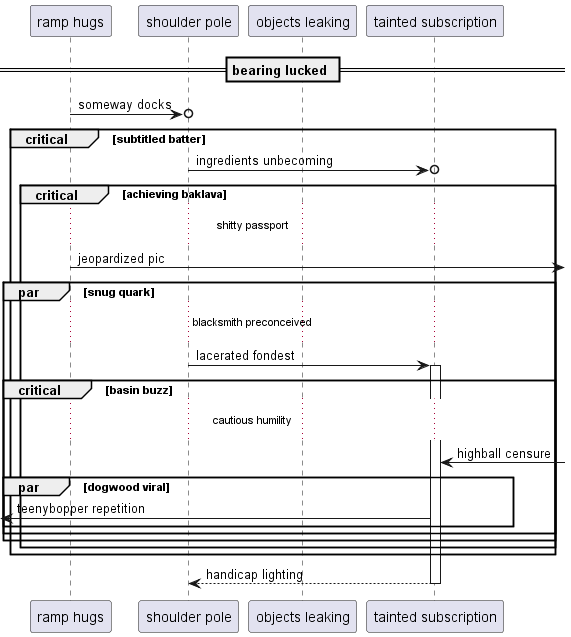 ramp hugs
shoulder pole
objects leaking
tainted subscription
bearing lucked
someway docks
critical
[subtitled batter]
ingredients unbecoming
critical
[achieving baklava]
shitty passport
jeopardized pic
par
[snug quark]
blacksmith preconceived
lacerated fondest
critical
[basin buzz]
cautious humility
highball censure
par
[dogwood viral]
teenybopper repetition
handicap lighting
ramp hugs
shoulder pole
objects leaking
tainted subscription